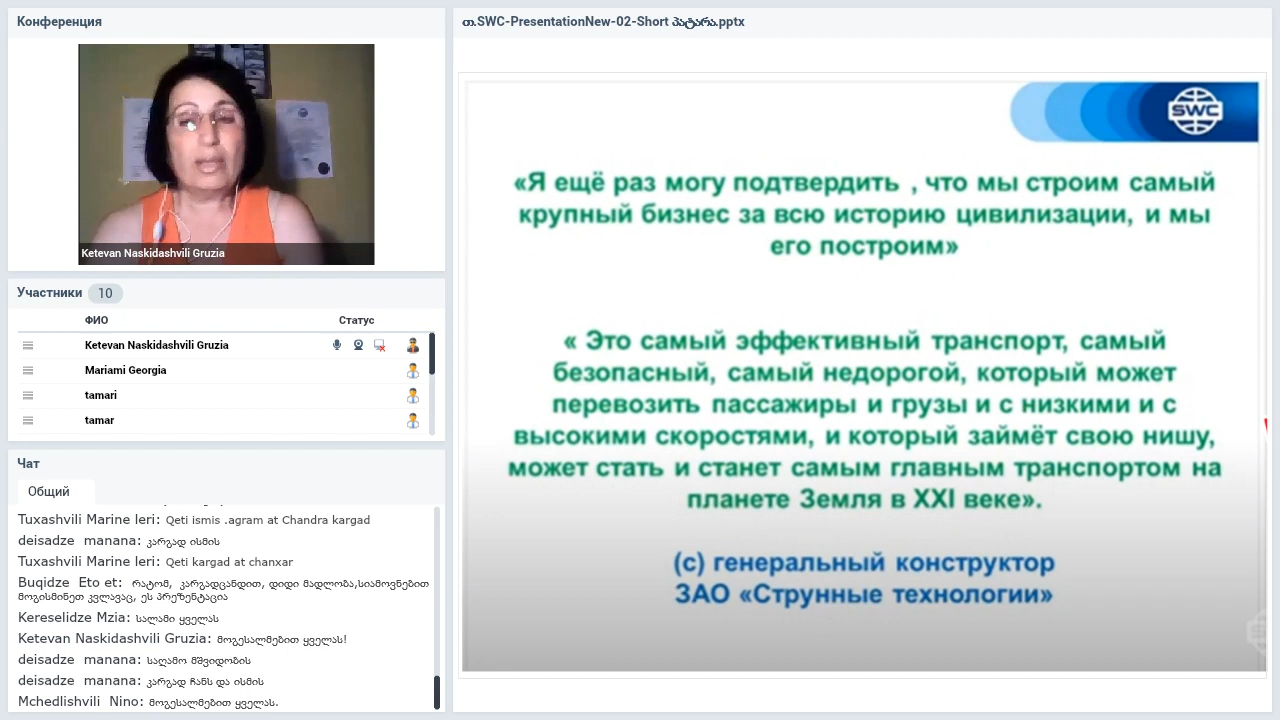 Конференция
Ketevan Naskidashvili Gruzia
Участники 10
ФИО Статус
Ketevan Naskidashvili Gruzia
Mariami Georgia
tamari
tamar
Чат
Общий
Tuxashvili Marine leri: Qeti ismis .agram at Chandra kargad
deisadze manana: კარგად ისმის
Tuxashvili Marine leri: Qeti kargad at chanxar
Buqidze Eto et: რატომ, კარგადცანდით, დიდი მადლობა,სიამოვნებით
მოგისმინეთ კვლავაც, ეს პრეზენტაცია
Kereselidze Mzia: სალამი ყველას
Ketevan Naskidashvili Gruzia: მოგესალმებით ყველას!
deisadze manana: საღამო მშვიდობის
deisadze manana: კარგად ჩანს და ისმის
Mchedlishvili Nino: მოგესალმებით ყველას.
თ.SWC-PresentationNew-02-Short პატარა.pptx
SWC
«Я ещё раз могу подтвердить , что мы строим самый
крупный бизнес за всю историю цивилизации, и мы
его построим»
« Это самый эффективный транспорт, самый
безопасный, самый недорогой, который может
перевозить пассажиры и грузы и с низкими и с
высокими скоростями, и который займёт свою нишу,
может стать и станет самым главным транспортом на
планете Земля в XXI веке».
(с) генеральный конструктор
ЗАО «Струнные технологии»